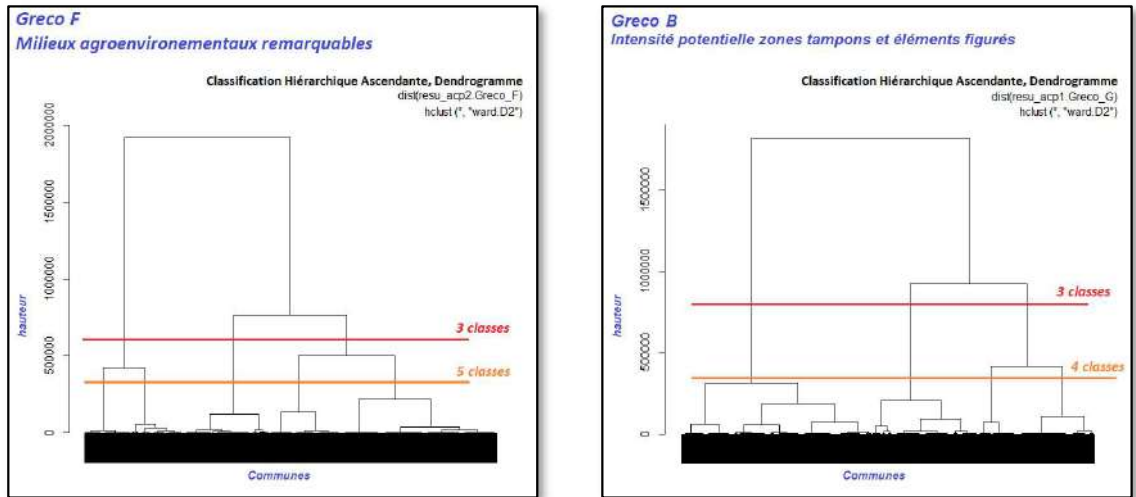 Greco F
Milieux agroenvironementaux remarquables
Classification Hiérarchique Ascendante, Dendrogramme
dist(resu_acp2.Greco_F)
hclust (*, "ward.D2")
2000000
1500000
1000000
500000
0
hauteur
3 classes
5 classes
Communes
Greco B
Intensité potentielle zones tampons et éléments figurés
Classification Hiérarchique Ascendante, Dendrogramme
dist(resu_acp1.Greco_G)
hclust (*, "ward.D2")
1500000
1000000
500000
0
hauteur
3 classes
4 classes
Communes